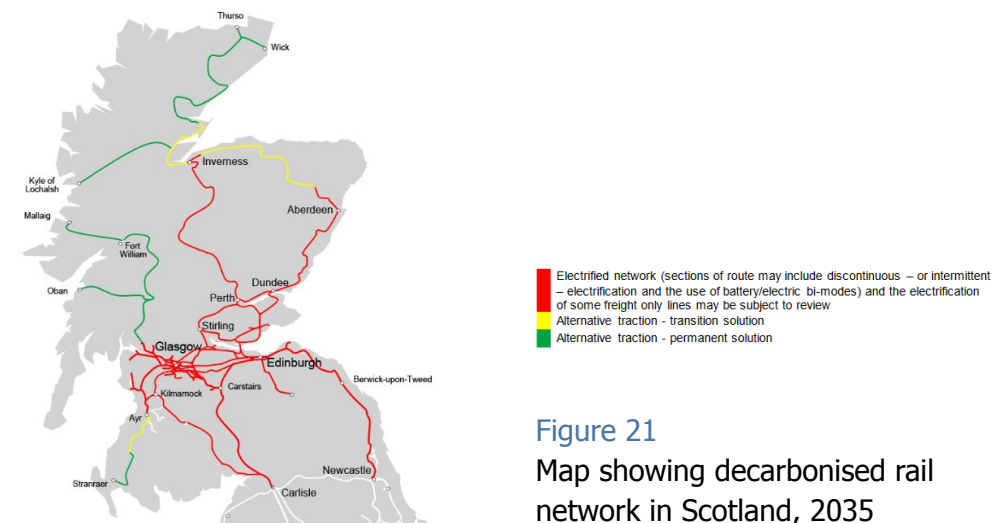 Thurso
Wick
Inverness
Kyle of
Lochalsh
Mallaig
Aberdeen
Fort
William
Dundee
Oban
Perth
Stirling
Glasgow
Edinburgh
Berwick-upon-Tweed
Carstairs
Kilmarnock
Ayr
Newcastle
Stranraer
Carlisle
Electrified network (sections of route may include discontinuous – or intermittent
– electrification and the use of battery/electric bi-modes) and the electrification
of some freight only lines may be subject to review
Alternative traction - transition solution
Alternative traction - permanent solution
Figure 21
Map showing decarbonised rail
network in Scotland, 2035